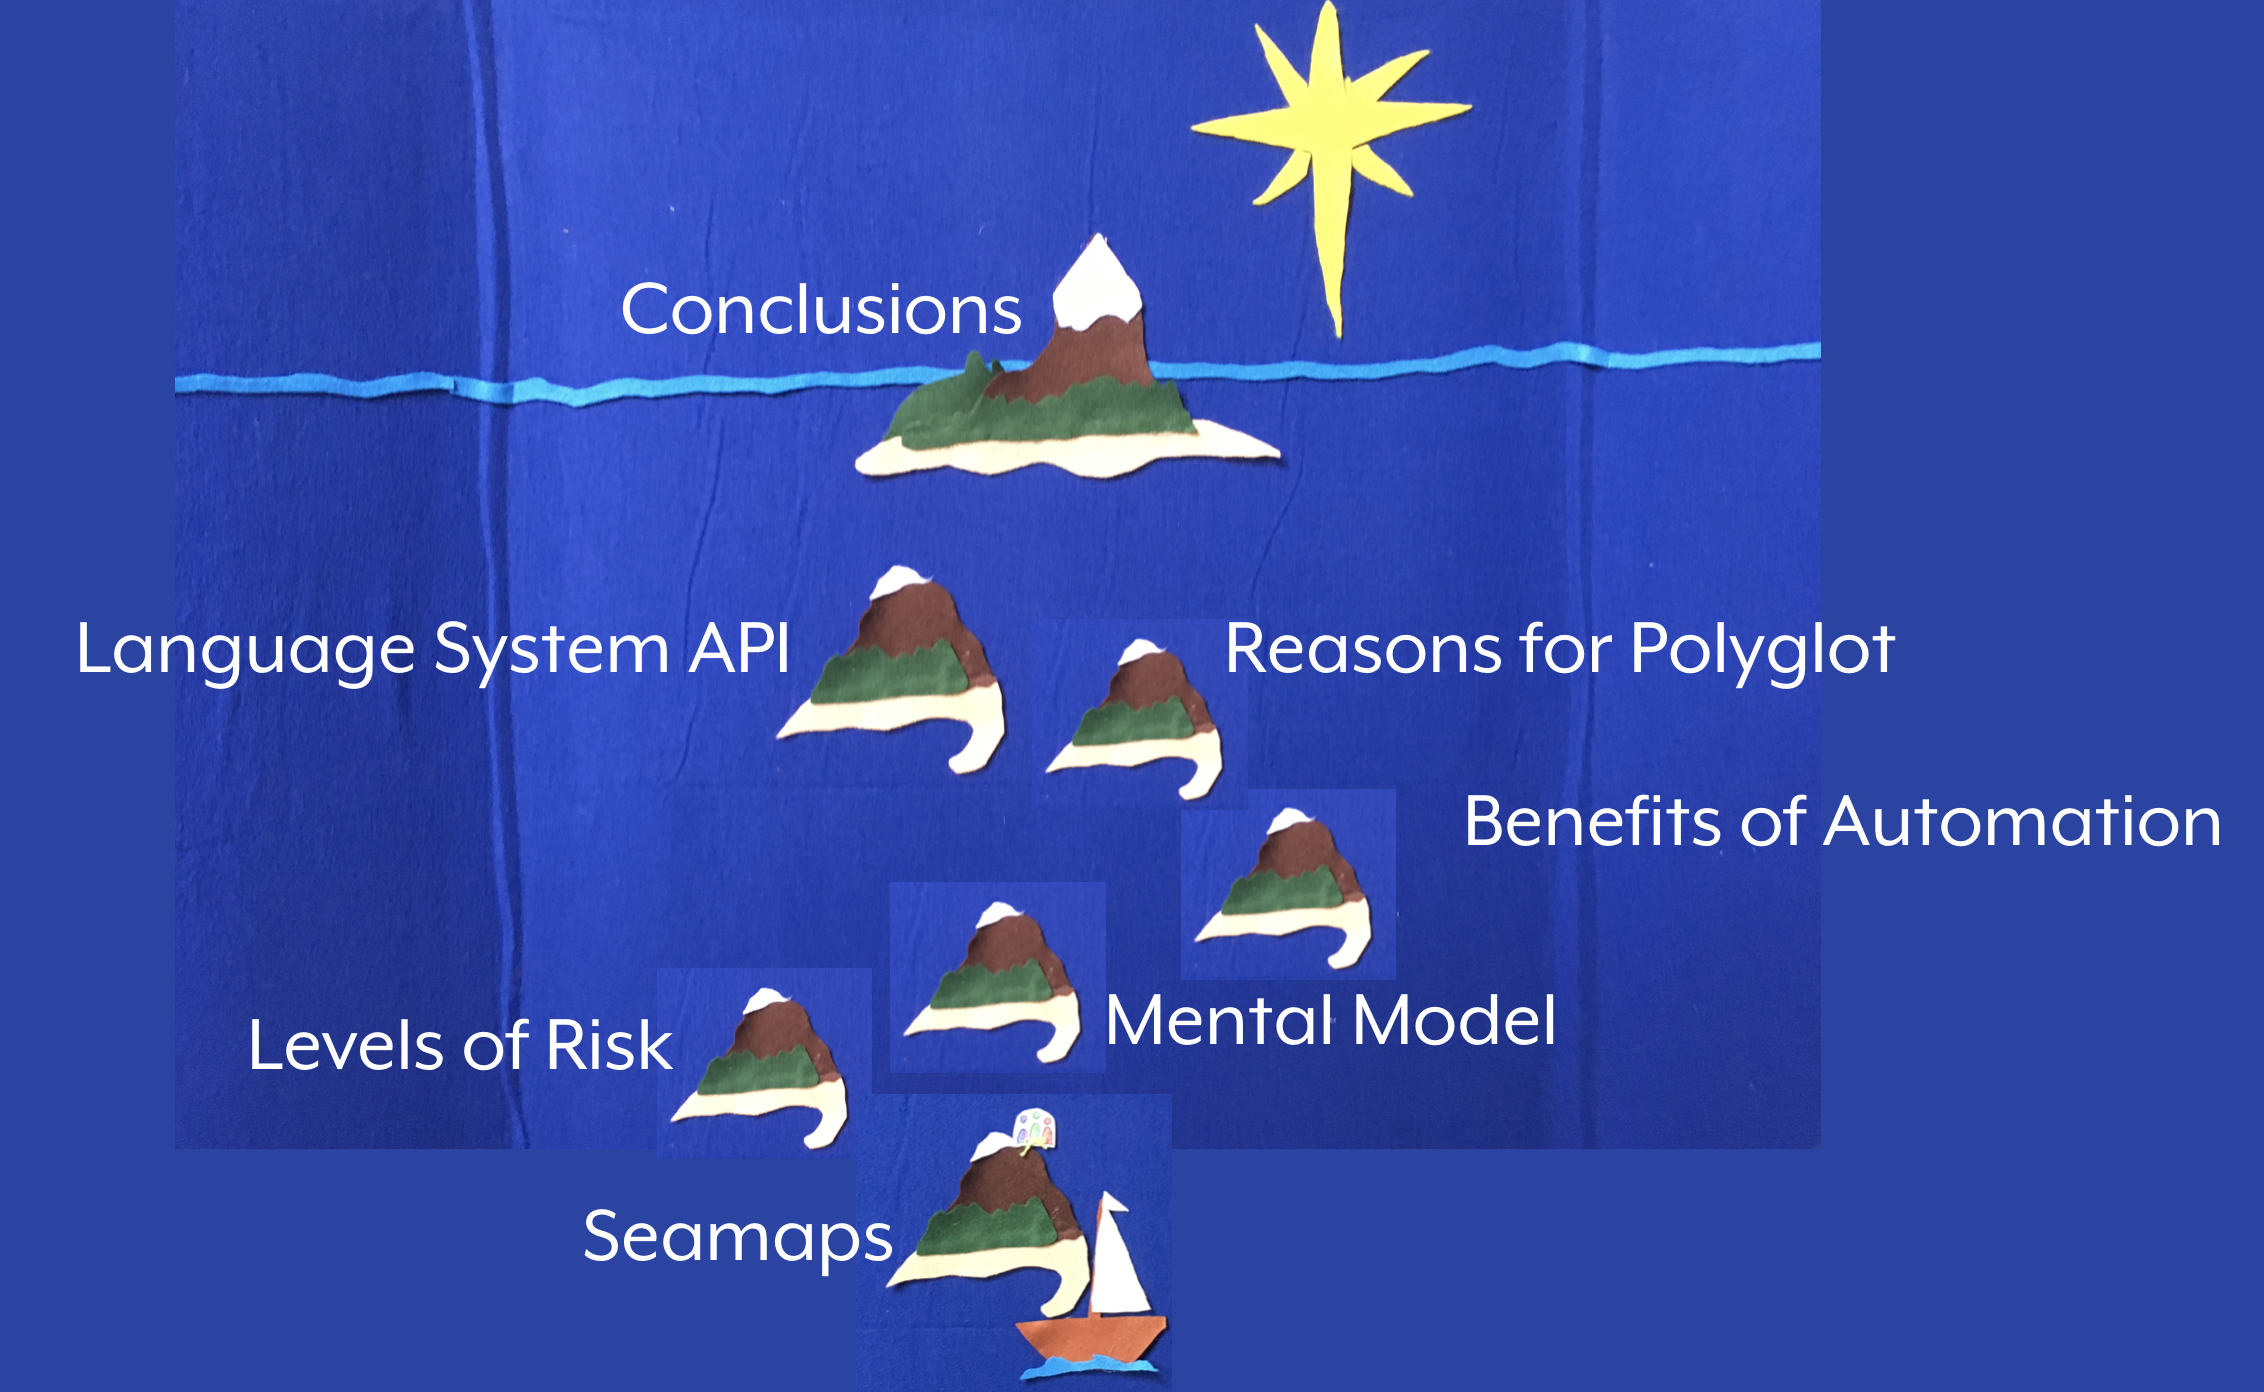 Conclusions
Language System API
Reasons for Polyglot
Benefits of Automation
Mental Model
Levels of Risk
Seamaps